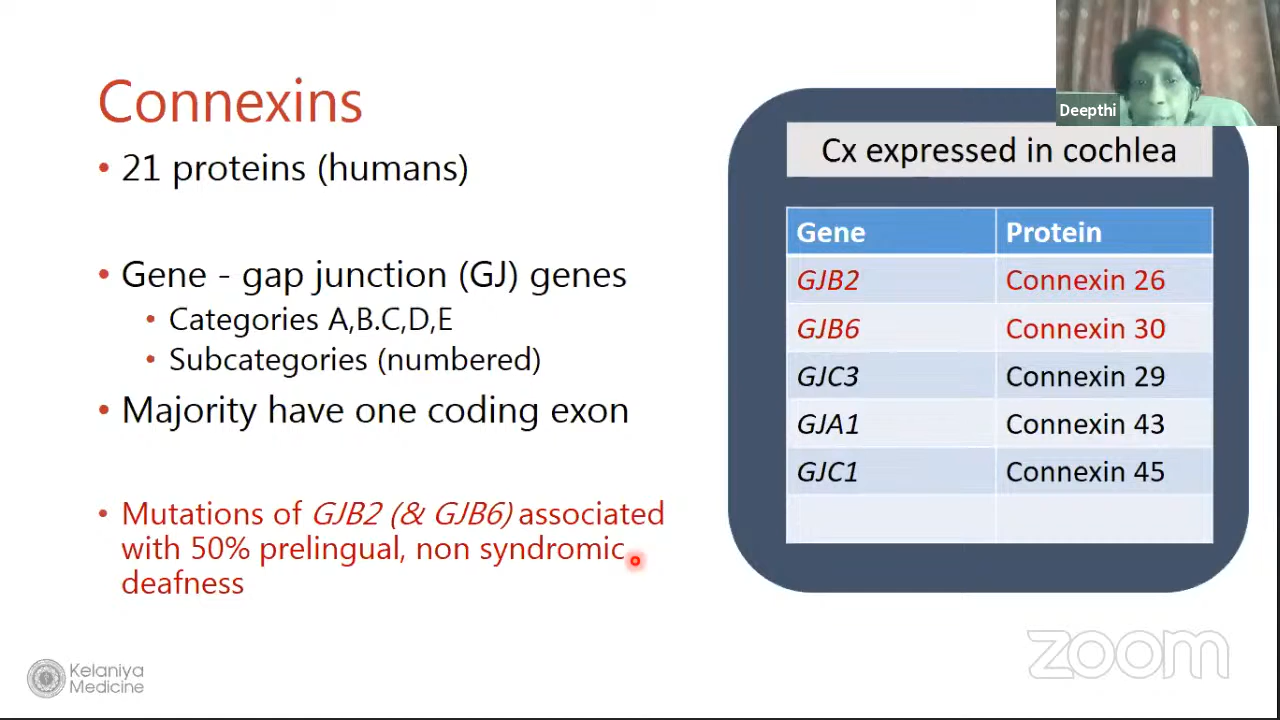 Connexins
• 21 proteins (humans)
• Gene - gap junction (GJ) genes
• Categories A,B.C,D,E
• Subcategories (numbered)
• Majority have one coding exon
• Mutations of GJB2 (& GJB6) associated
with 50% prelingual, non syndromic
deafness
Deepthi
Cx expressed in cochlea
Gene Protein
GJB2 Connexin 26
GJB6 Connexin 30
GJC3 Connexin 29
GJA1 Connexin 43
GJC1 Connexin 45
Kelaniya
Medicine
zoom